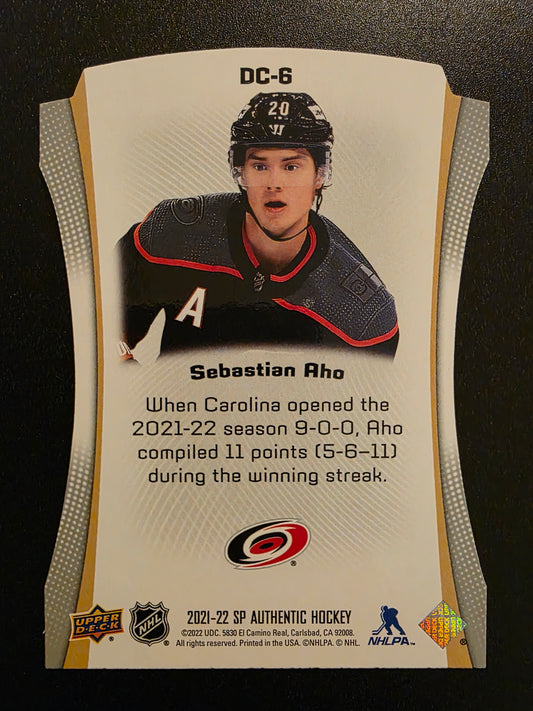 DC-6
20
A
Sebastian Aho
When Carolina opened the
2021-22 season 9-0-0, Aho
compiled 11 points (5-6–11)
during the winning streak.
®
UPPER
DECK
®
NHL
®
2021-22 SP AUTHENTIC HOCKEY
©2022 UDC. 5830 El Camino Real, Carlsbad, CA 92008.
All rights reserved. Printed in the USA. ©NHLPA. © NHL.
NHLPA™
®